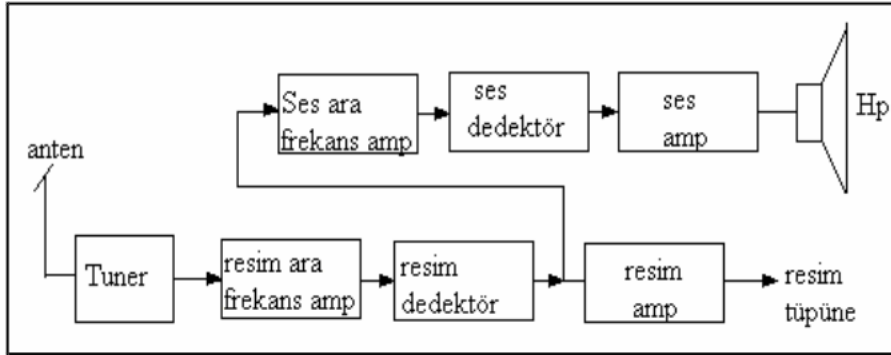 Ses ara
frekans amp
ses
dedektör
ses
amp
Hp
anten
Tuner
resim ara
frekans amp
resim
dedektör
resim
amp
resim
tüpüne